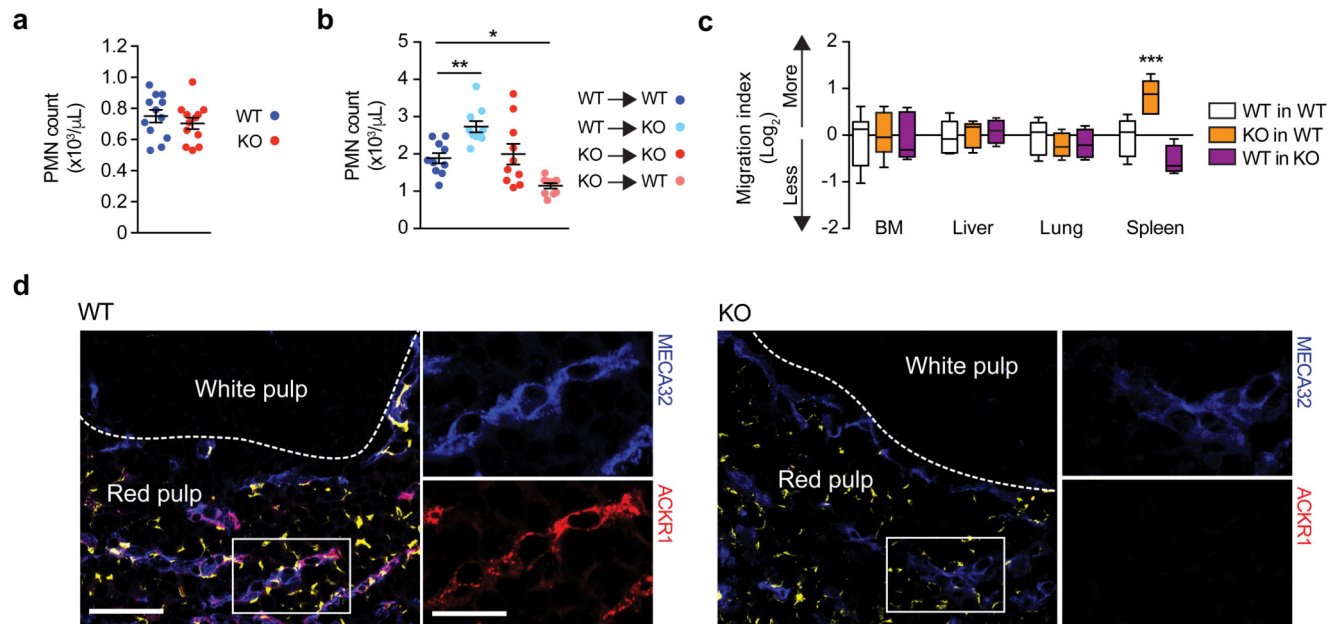 a
PMN count
(x10³/µL)
1.2
1.0
0.8
0.6
0.4
0.2
0
WT
KO
b
PMN count
(x10³/µL)
5
4
3
2
1
0
*
**
WT → WT
WT → KO
KO → KO
KO → WT
c
Migration index
(Log₂)
Less
More
2
1
0
-1
-2
***
BM Liver Lung Spleen
WT in WT
KO in WT
WT in KO
d
WT
White pulp
Red pulp
MECA32
ACKR1
KO
White pulp
Red pulp
MECA32
ACKR1